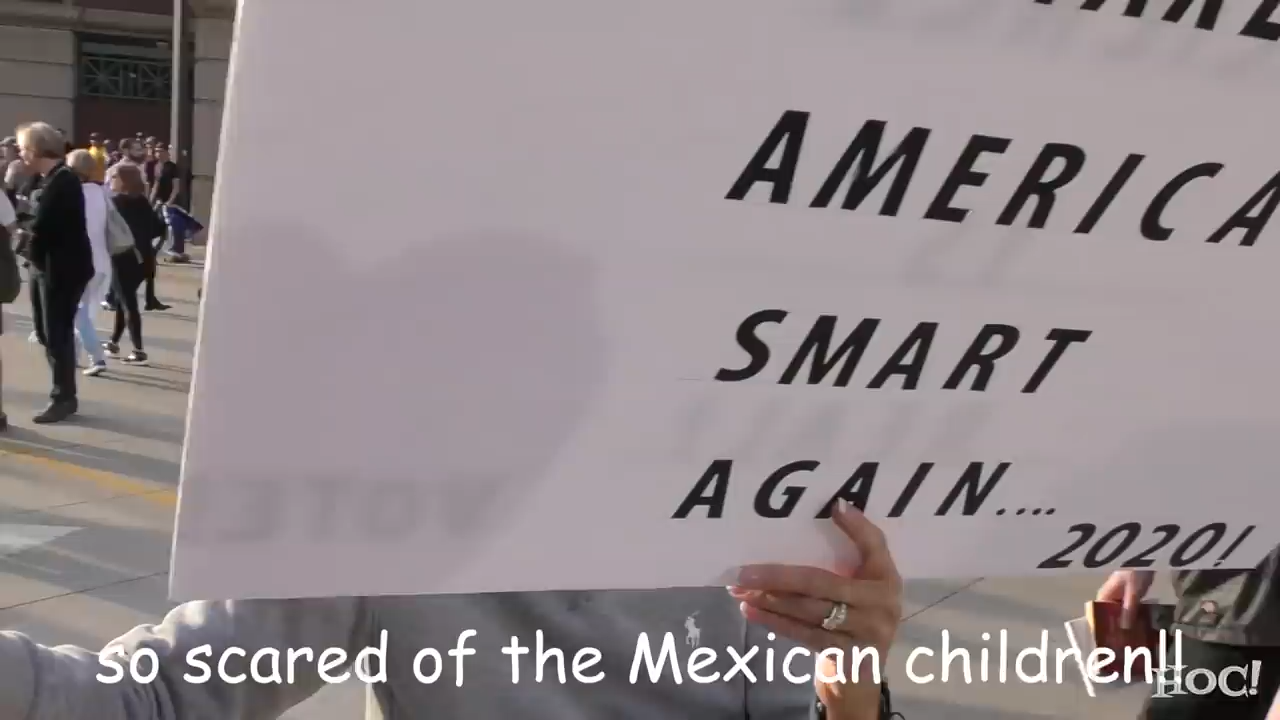 AMERICA
SMART
AGAIN....
2020!
so scared of the Mexican children!!
HOC!